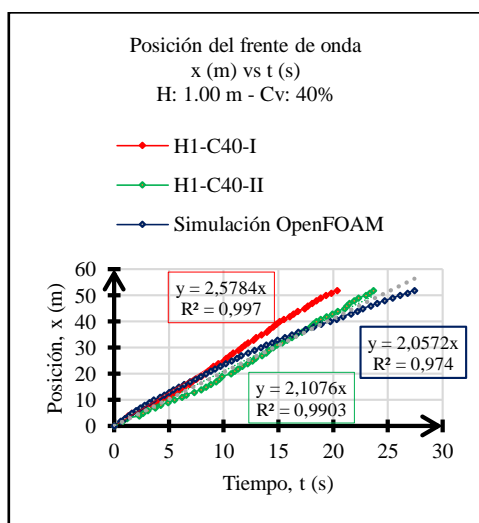 Posición del frente de onda
x (m) vs t (s)
H: 1.00 m - Cv: 40%
H1-C40-I
H1-C40-II
Simulación OpenFOAM
Posición, x (m)
60
50
40
30
20
10
0
y = 2,5784x
R² = 0,997
y = 2,0572x
R² = 0,974
y = 2,1076x
R² = 0,9903
0 5 10 15 20 25 30
Tiempo, t (s)